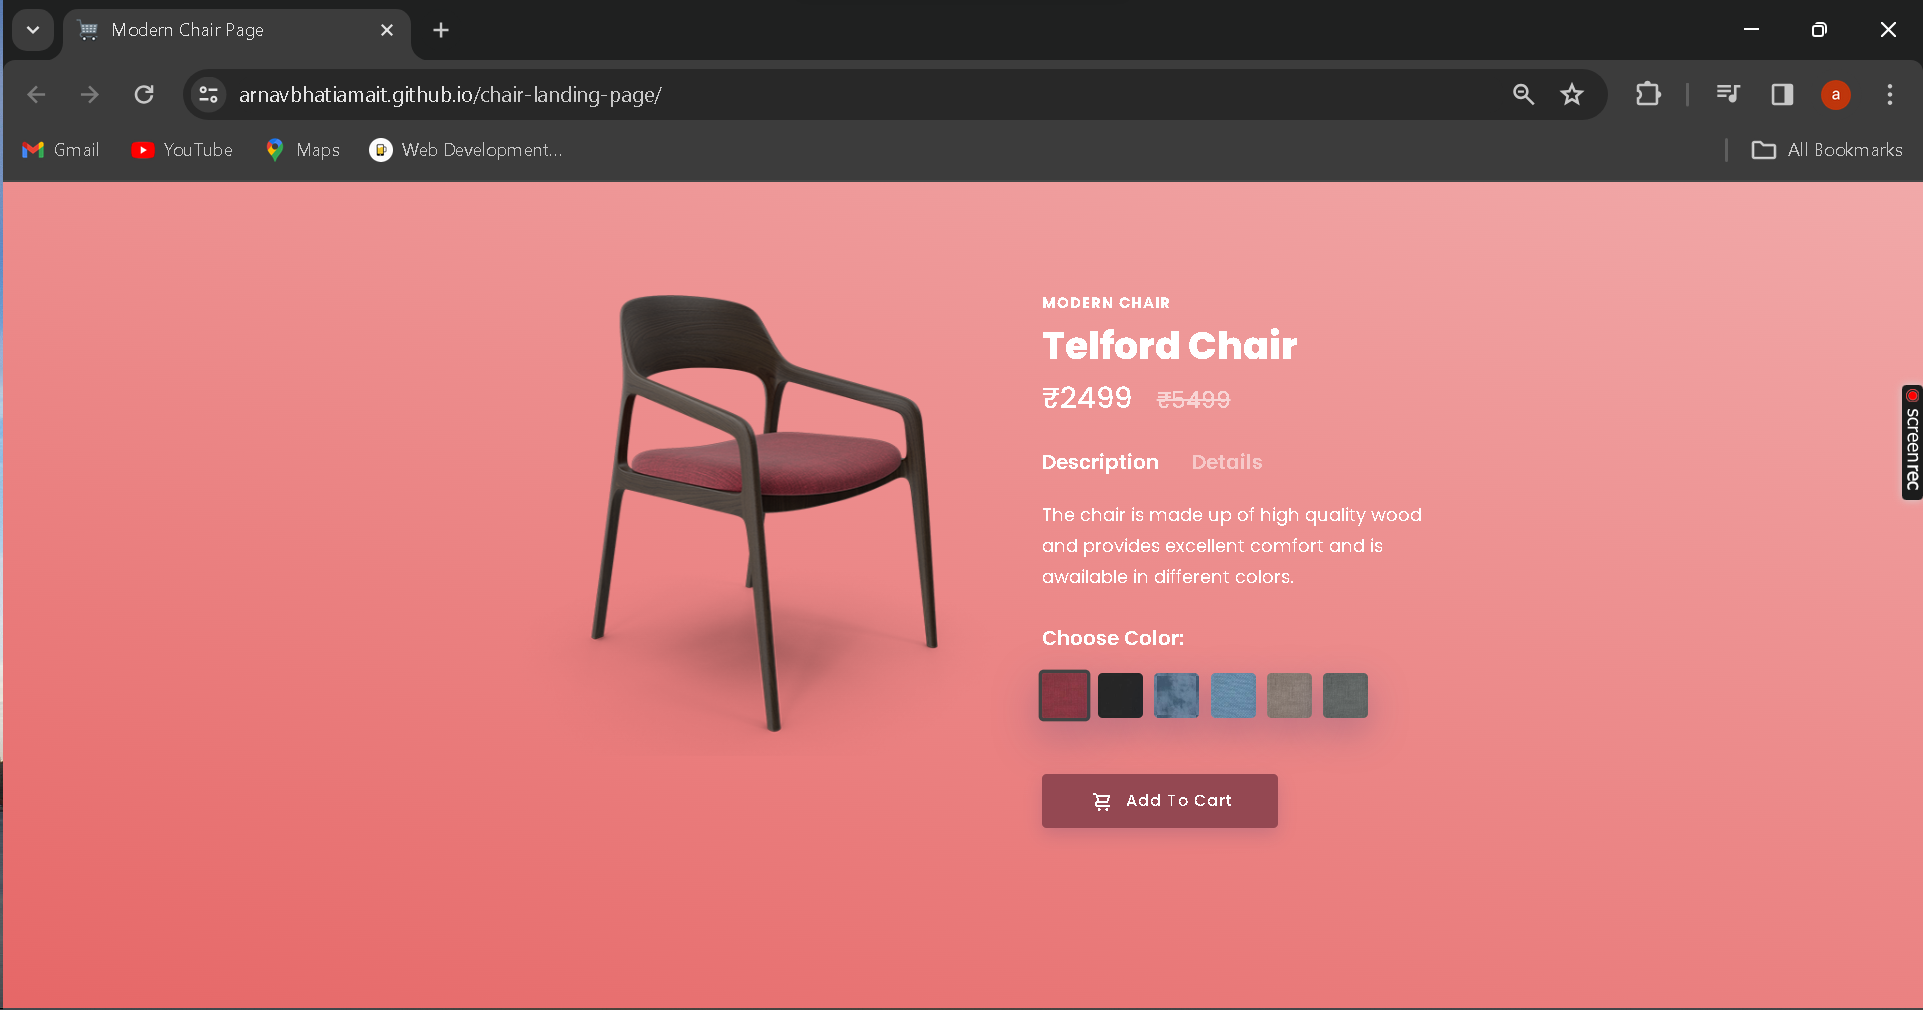 Modern Chair Page
arnavbhatiamait.github.io/chair-landing-page/
a
Gmail YouTube Maps Web Development... All Bookmarks
MODERN CHAIR
Telford Chair
₹2499 ₹5499
Description Details
The chair is made up of high quality wood
and provides excellent comfort and is
awailable in different colors.
Choose Color:
Add To Cart
screenrec